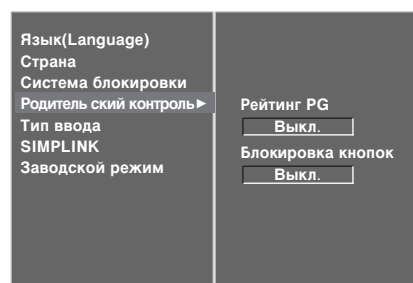 Язык(Language)
Страна
Система блокировки
Родитель ский контроль►
Тип ввода
SIMPLINK
Заводской режим
Рейтинг PG
Выкл.
Блокировка кнопок
Выкл.